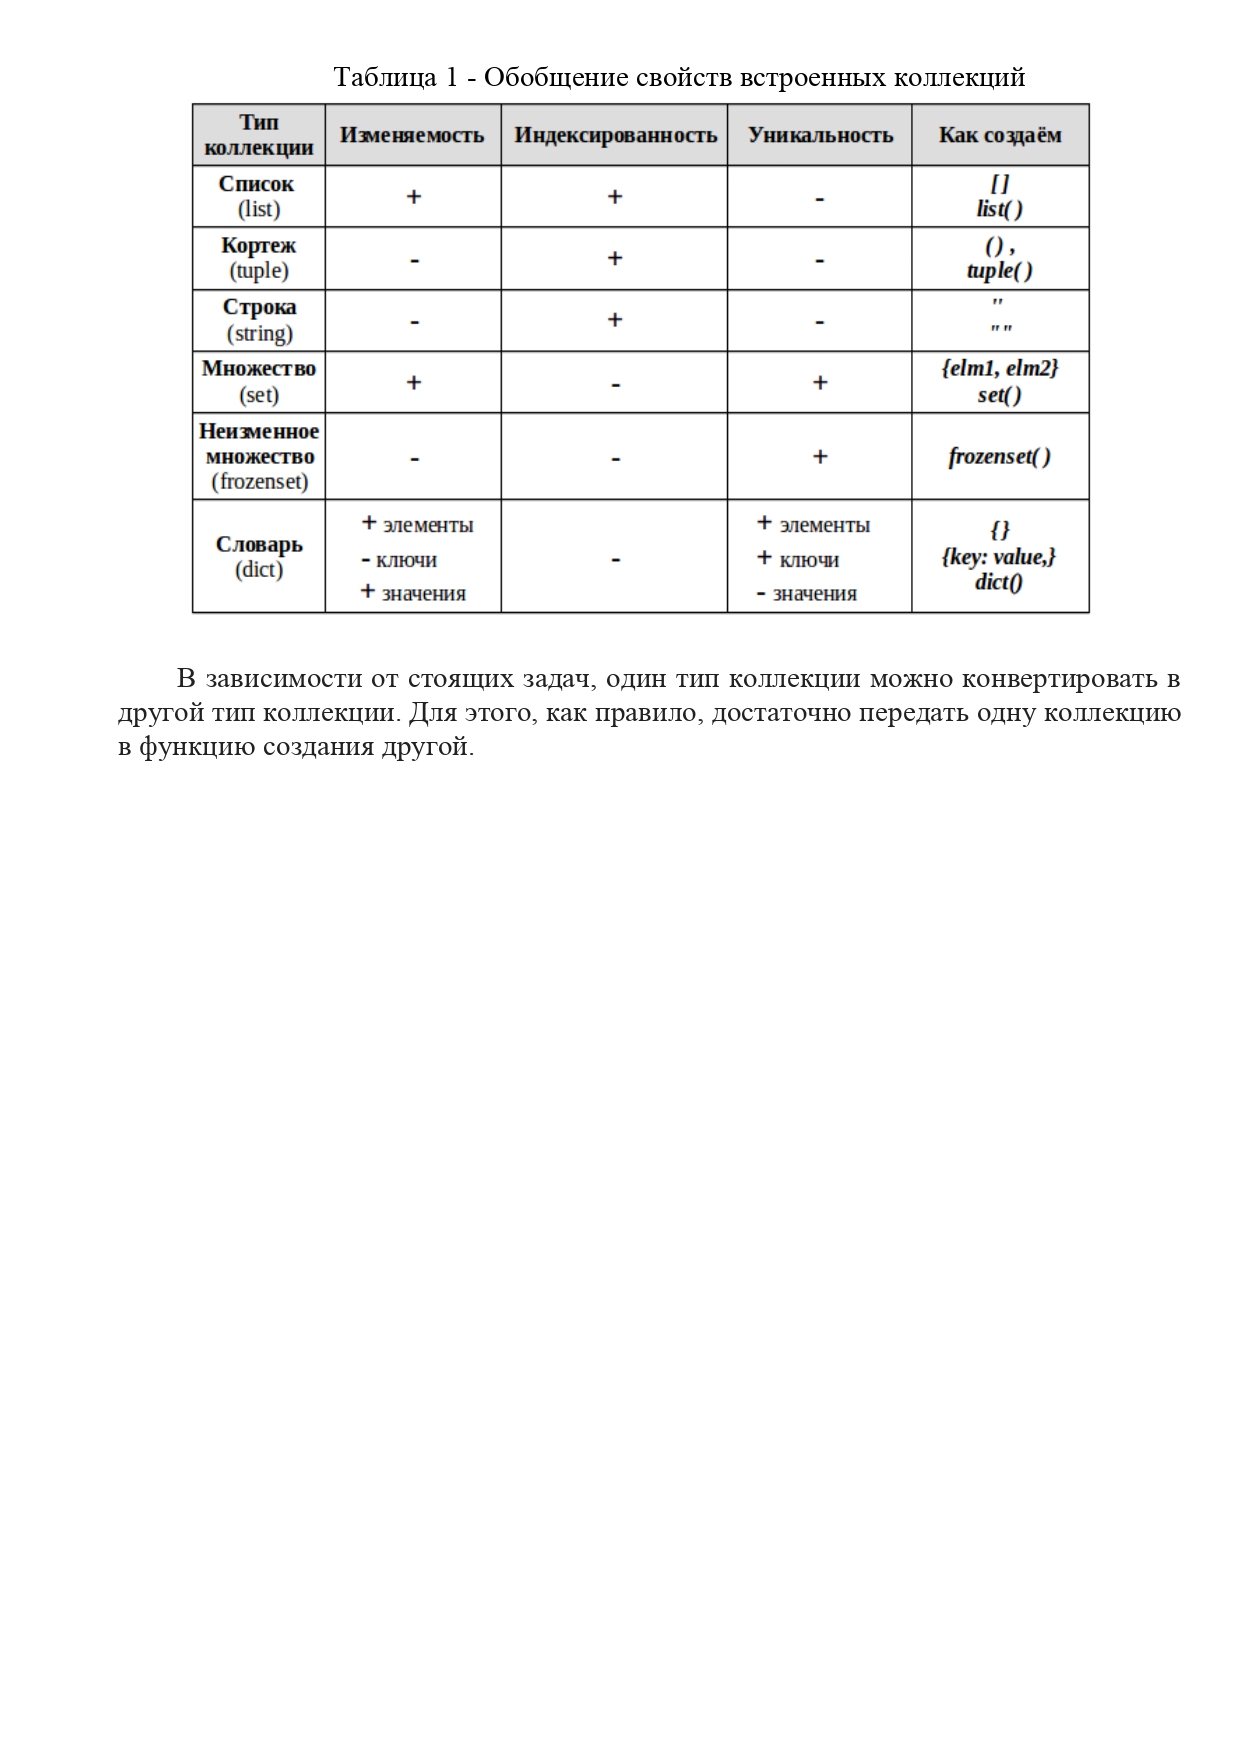 Таблица 1 - Обобщение свойств встроенных коллекций
Тип коллекции Изменяемость Индексированность Уникальность Как создаём
Список (list) + + - [ ] list( )
Кортеж (tuple) - + - ( ) , tuple( )
Строка (string) - + - '' ""
Множество (set) + - + {elm1, elm2} set( )
Неизменное множество (frozenset) - - + frozenset( )
Словарь (dict) + элементы - ключи + значения - + элементы + ключи - значения { } {key: value,} dict()
В зависимости от стоящих задач, один тип коллекции можно конвертировать в
другой тип коллекции. Для этого, как правило, достаточно передать одну коллекцию
в функцию создания другой.